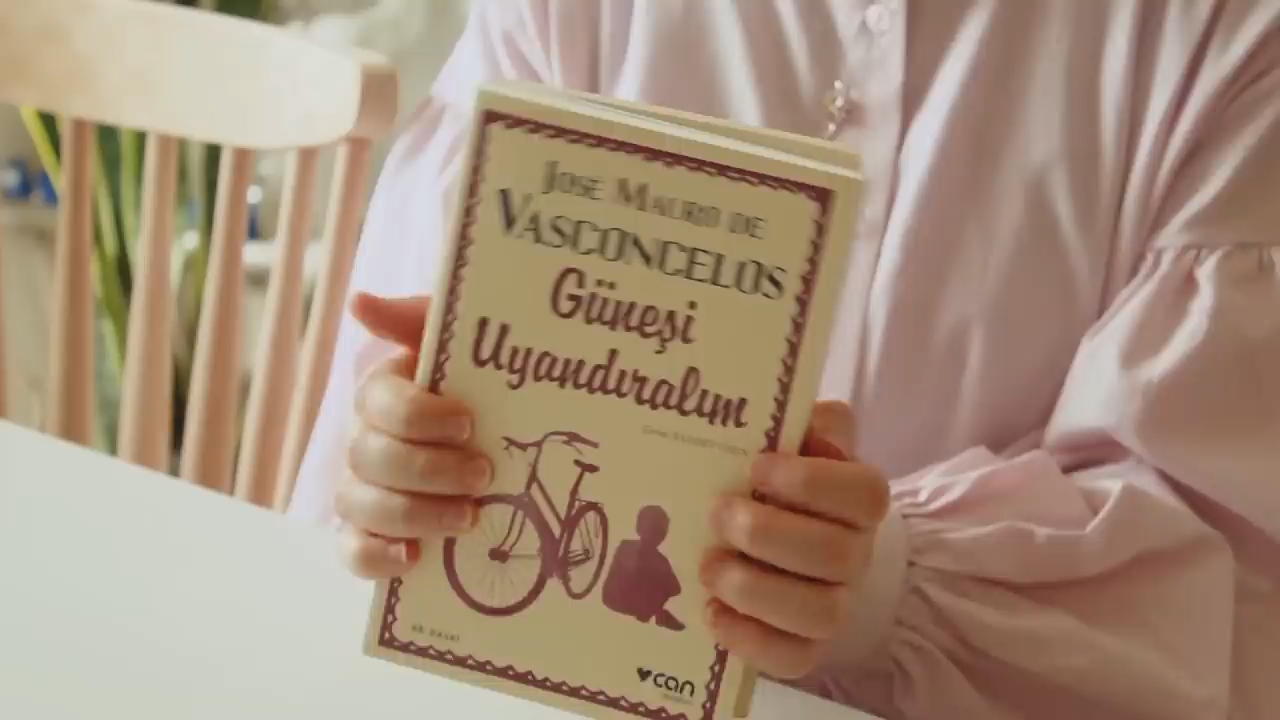 JOSE MAURO DE
VASCONCELOS
Güneşi
Uyandıralım
can